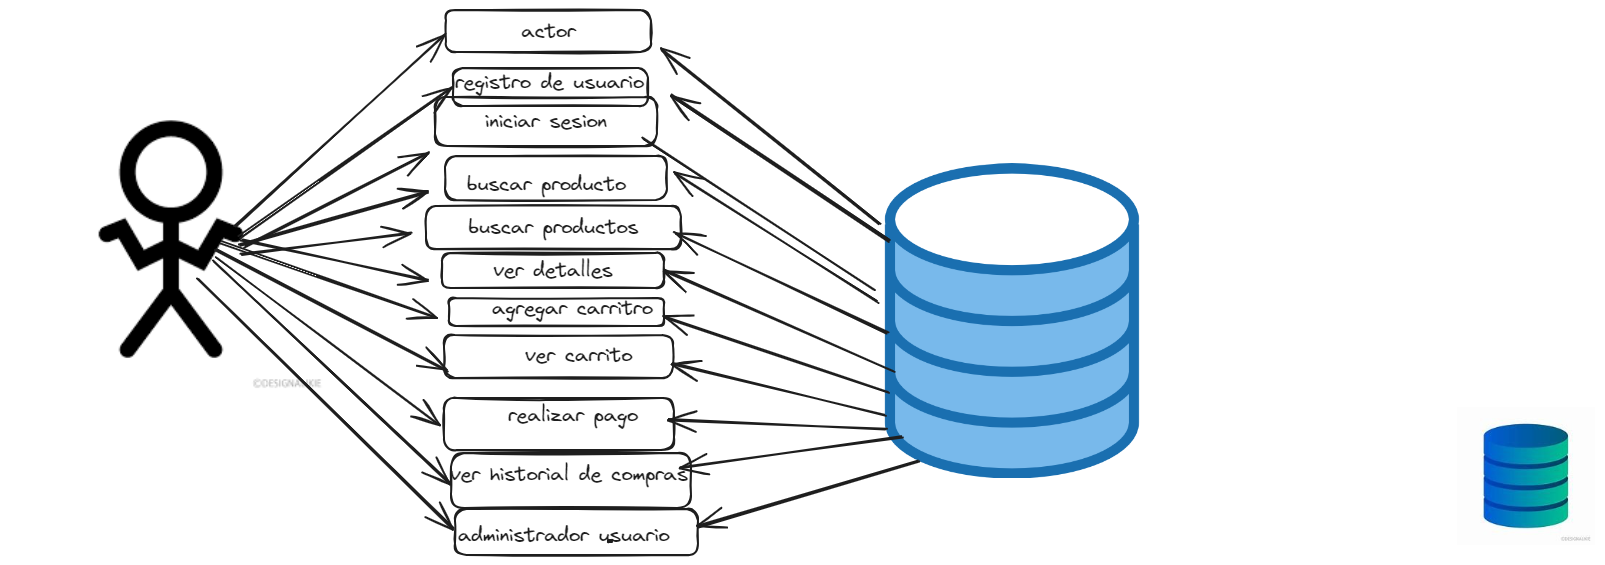 actor
registro de usuario
iniciar sesion
buscar producto
buscar productos
ver detalles
agregar carritro
ver carrito
realizar pago
ver historial de compras
administrador usuario